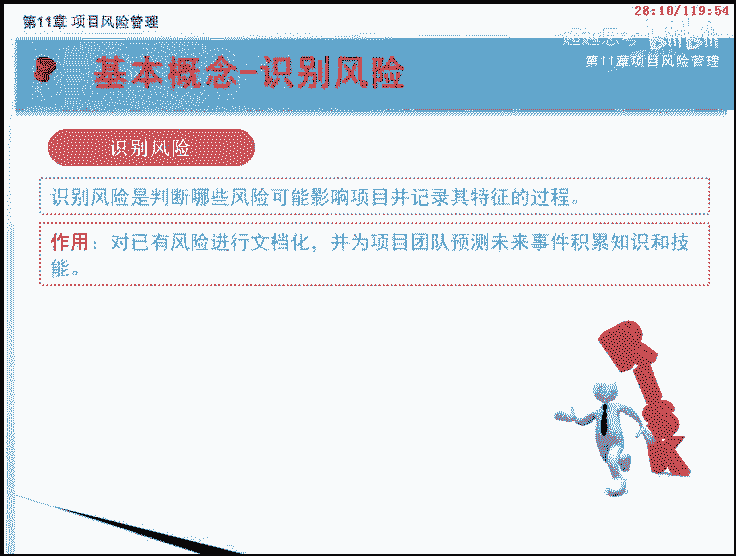 第11章 项目风险管理
28:10/119:54
bilibili
第11章项目风险管理
基本概念-识别风险
识别风险
识别风险是判断哪些风险可能影响项目并记录其特征的过程。
作用：对已有风险进行文档化，并为项目团队预测未来事件积累知识和技
能。
RISK